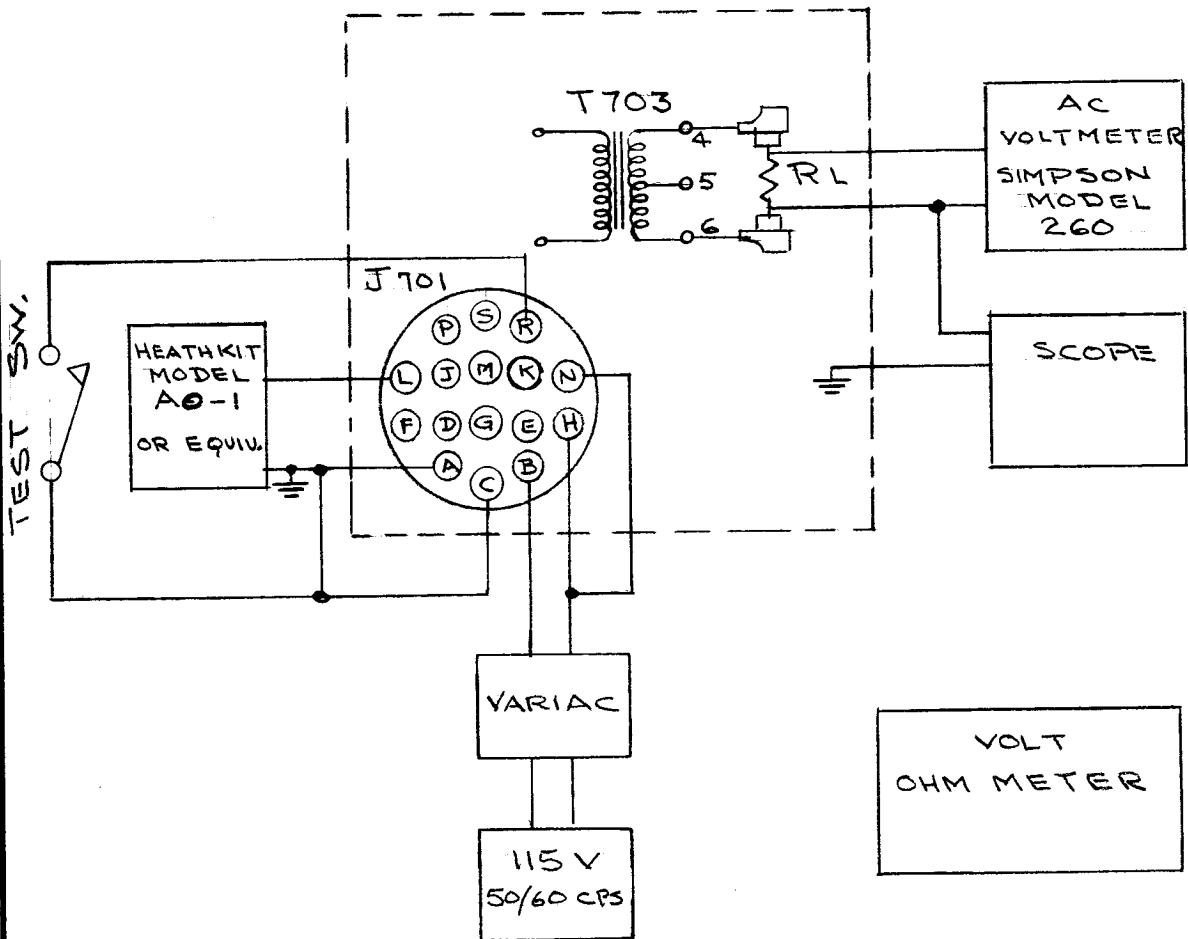 T703
4
5
6
RL
AC
VOLTMETER
SIMPSON
MODEL
260
J701
TEST SW.
HEATHKIT
MODEL
AO-1
OR EQUIV.
S
P R
L J M K N
F D G E H
A B
C
SCOPE
VARIAC
VOLT
OHM METER
115 V
50/60 CPS